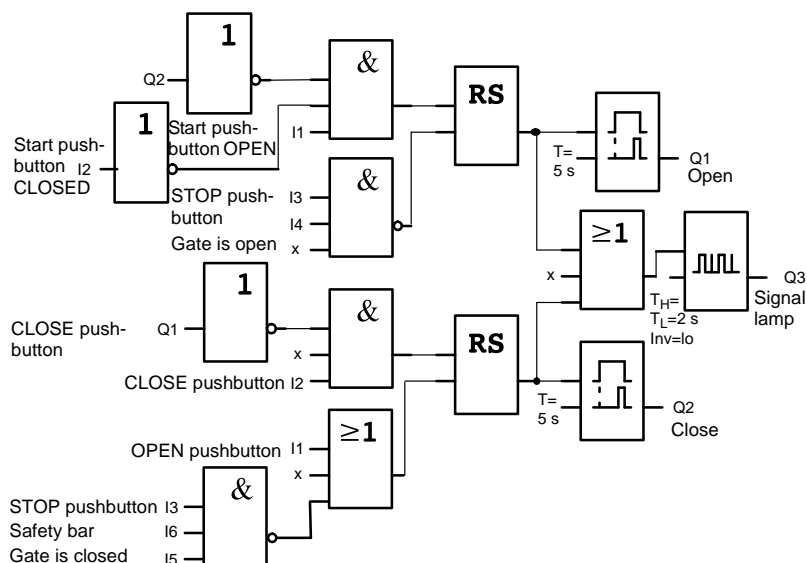 1
&
Q2
RS
1
Start push-
button OPEN
I1
Start push-
button
CLOSED
I2
T=
5 s
Q1
Open
&
STOP push-
button
I3
I4
Gate is open
x
≥1
x
Q3
Signal
lamp
TH=
TL=2 s
Inv=lo
1
&
CLOSE push-
button
Q1
RS
x
CLOSE pushbutton I2
T=
5 s
Q2
Close
≥1
OPEN pushbutton I1
x
&
STOP pushbutton I3
Safety bar I6
Gate is closed I5